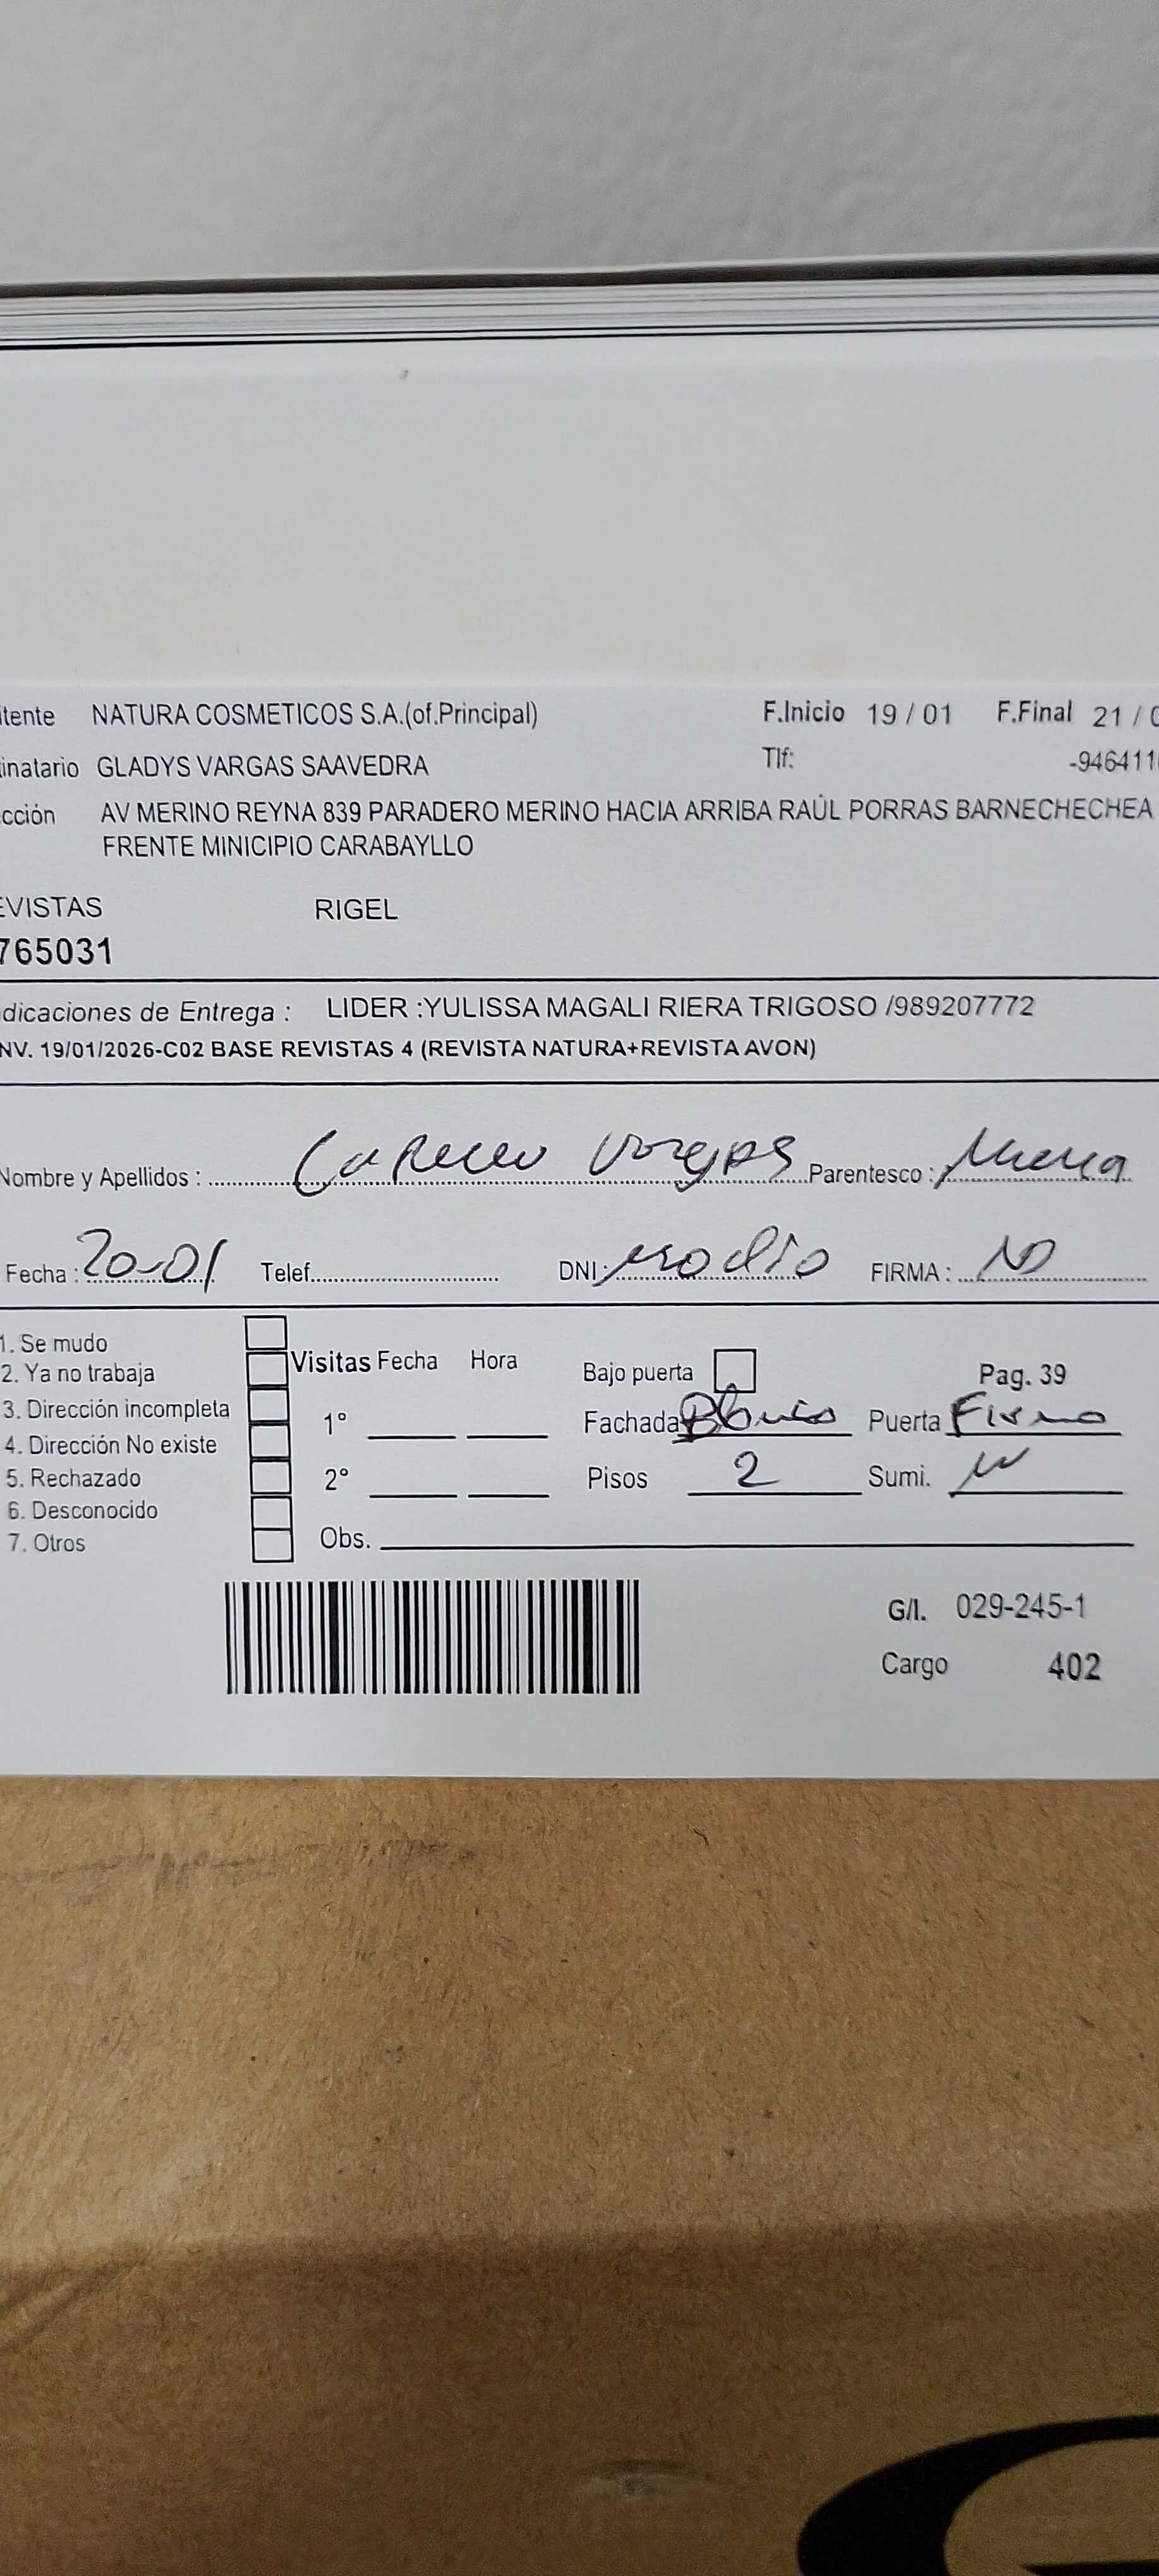 itente NATURA COSMETICOS S.A.(of.Principal) F.Inicio 19 / 01 F.Final 21 / 0
inatario GLADYS VARGAS SAAVEDRA Tlf: -946411
cción AV MERINO REYNA 839 PARADERO MERINO HACIA ARRIBA RAÚL PORRAS BARNECHECHEA
FRENTE MINICIPIO CARABAYLLO
EVISTAS RIGEL
765031
dicaciones de Entrega : LIDER :YULISSA MAGALI RIERA TRIGOSO /989207772
NV. 19/01/2026-C02 BASE REVISTAS 4 (REVISTA NATURA+REVISTA AVON)
Nombre y Apellidos : Vargas Parentesco :
Fecha : 20-01 Telef. DNI: no dio FIRMA :
1. Se mudo
2. Ya no trabaja Visitas Fecha Hora Bajo puerta Pag. 39
3. Dirección incompleta 1° Fachada Blanco Puerta Fierro
4. Dirección No existe
5. Rechazado 2° Pisos 2 Sumi.
6. Desconocido
7. Otros Obs.
G/I. 029-245-1
Cargo 402